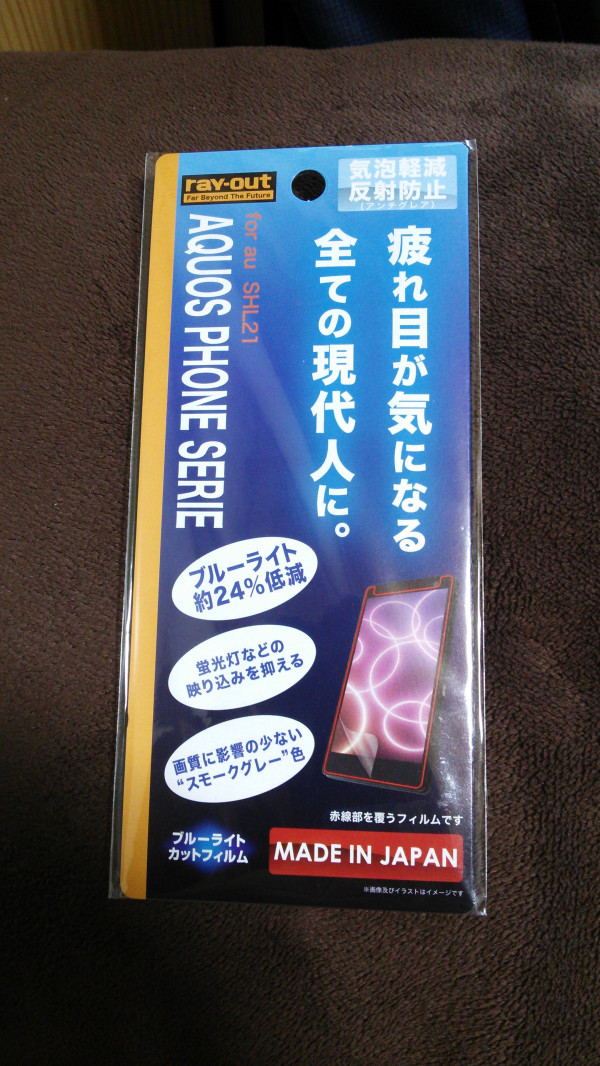 ray-out
Far Beyond The Future
気泡軽減
反射防止
(アンチグレア)
for au SHL21
AQUOS PHONE SERIE
疲れ目が気になる
全ての現代人に。
ブルーライト
約24%低減
蛍光灯などの
映り込みを抑える
画質に影響の少ない
“スモークグレー”色
赤線部を覆うフィルムです
ブルーライト
カットフィルム
MADE IN JAPAN
※画像及びイラストはイメージです